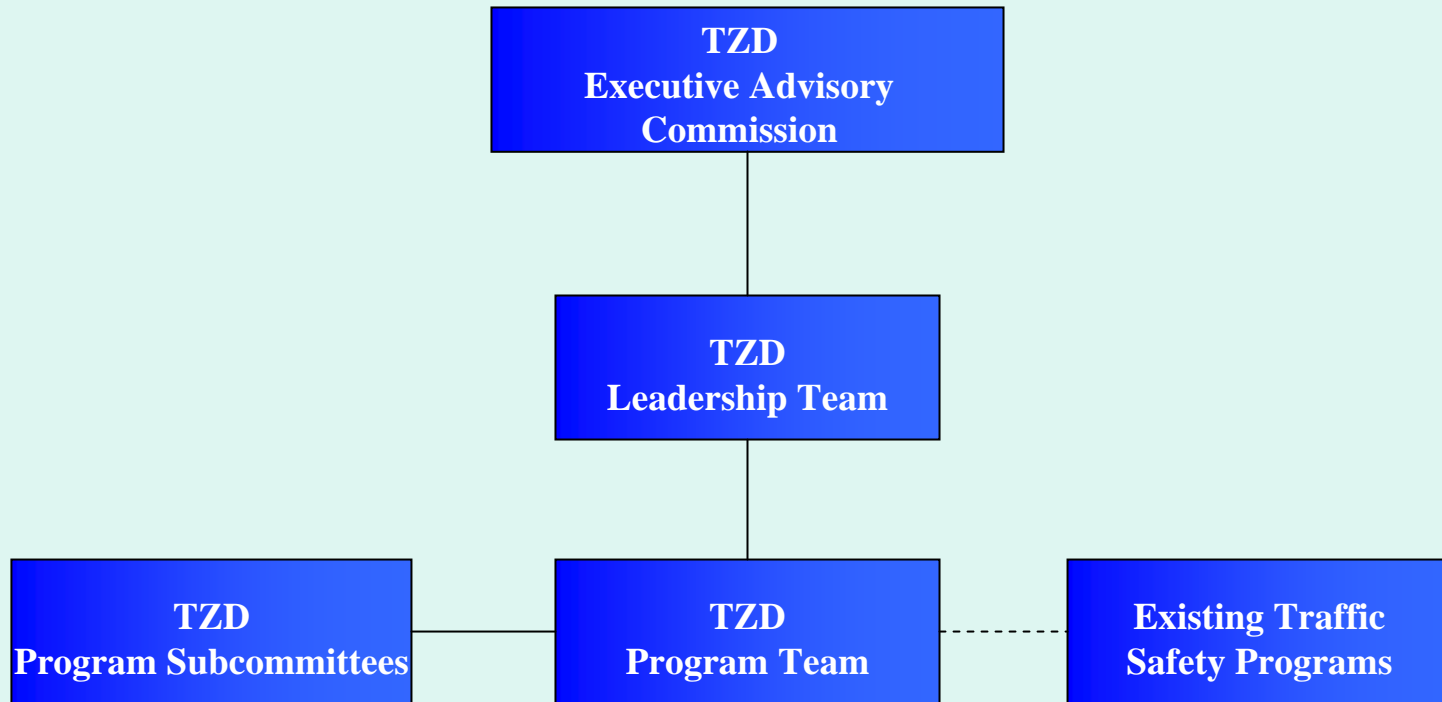 TZD
Executive Advisory
Commission
TZD
Leadership Team
TZD
Program Subcommittees
TZD
Program Team
Existing Traffic
Safety Programs